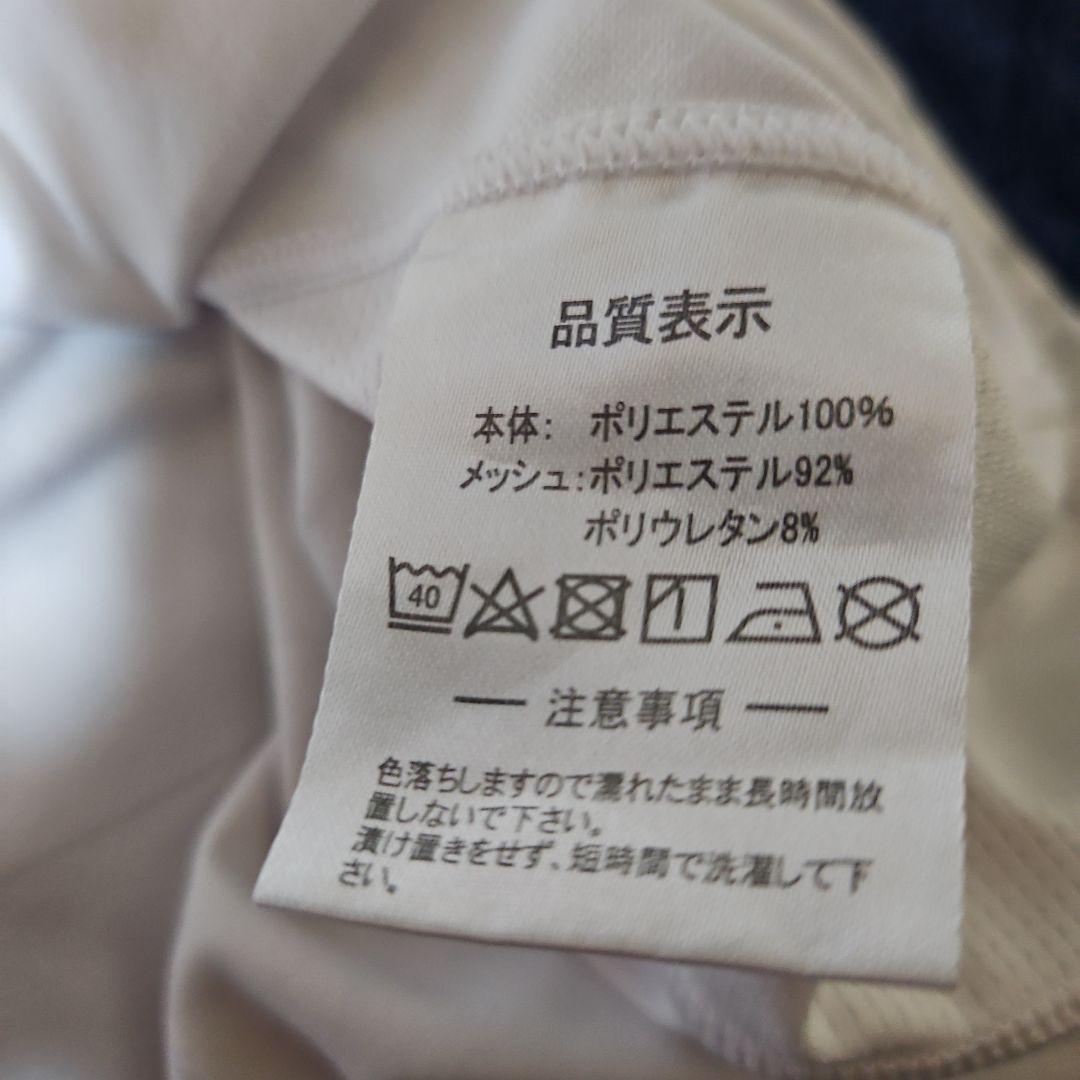 品質表示
本体: ポリエステル100%
メッシュ:ポリエステル92%
ポリウレタン8%
40
注意事項
色落ちしますので濡れたまま長時間放
置しないで下さい。
漬け置きをせず、短時間で洗濯して下
さい。